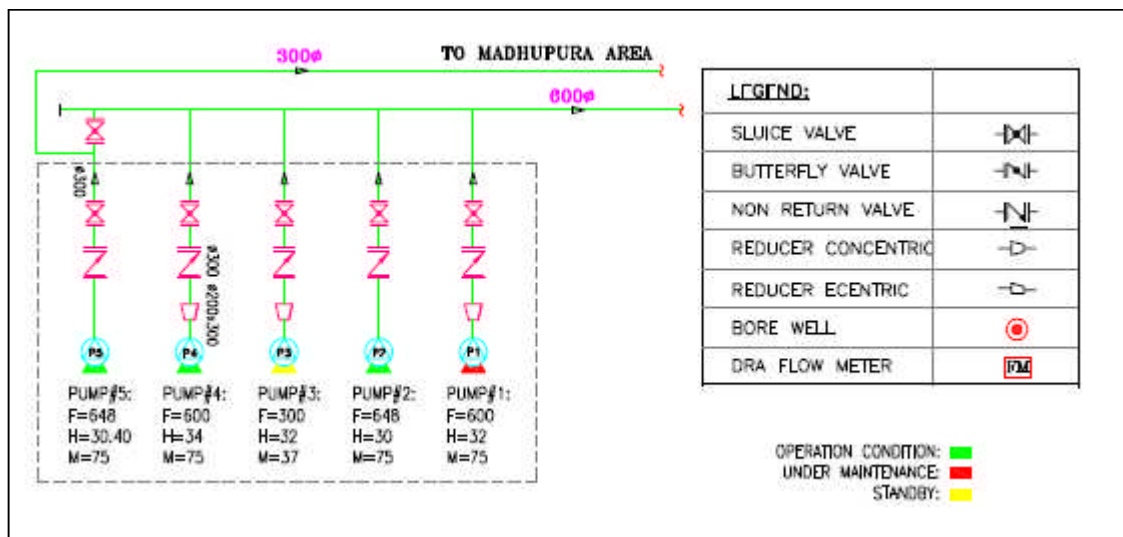 300ø
TO MADHUPURA AREA
600ø
ø300
ø300 ø200x300
P5
P4
P3
P2
P1
PUMP#5:
F=648
H=30.40
M=75
PUMP#4:
F=600
H=34
M=75
PUMP#3:
F=300
H=32
M=37
PUMP#2:
F=648
H=30
M=75
PUMP#1:
F=600
H=32
M=75
LEGEND:
SLUICE VALVE
BUTTERFLY VALVE
NON RETURN VALVE
REDUCER CONCENTRIC
REDUCER ECENTRIC
BORE WELL
DRA FLOW METER
FM
OPERATION CONDITION:
UNDER MAINTENANCE:
STANDBY: